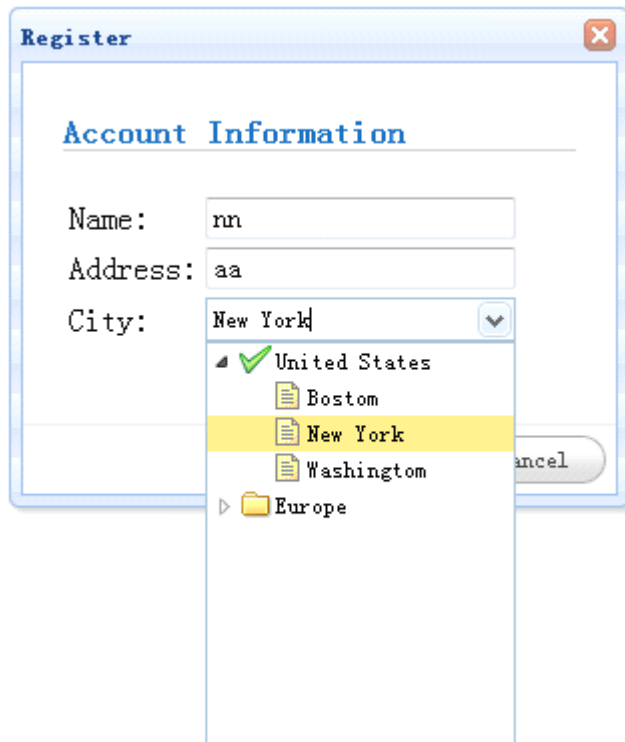 Register
Account Information
Name: nn
Address: aa
City: New York
United States
Bostom
New York
Washingtom
Europe
ancel